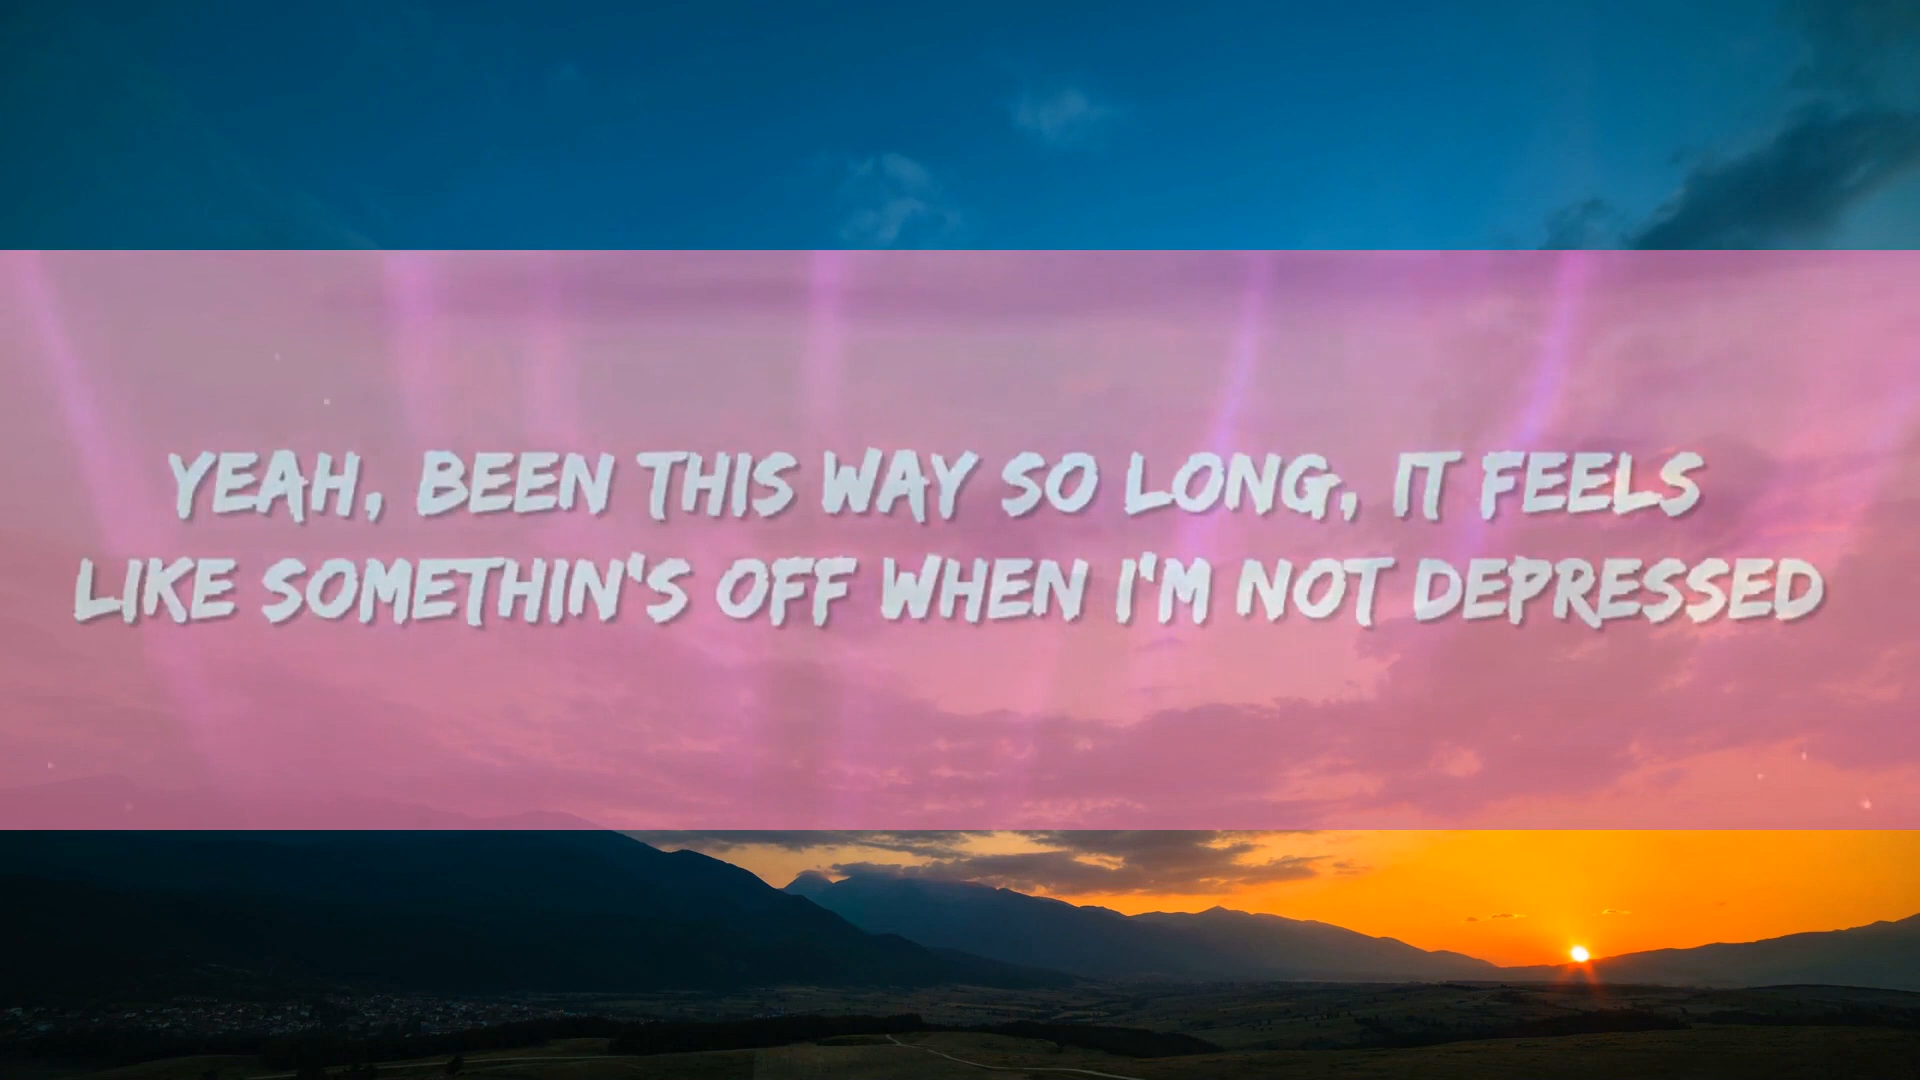 YEAH, BEEN THIS WAY SO LONG, IT FEELS
LIKE SOMETHIN'S OFF WHEN I'M NOT DEPRESSED